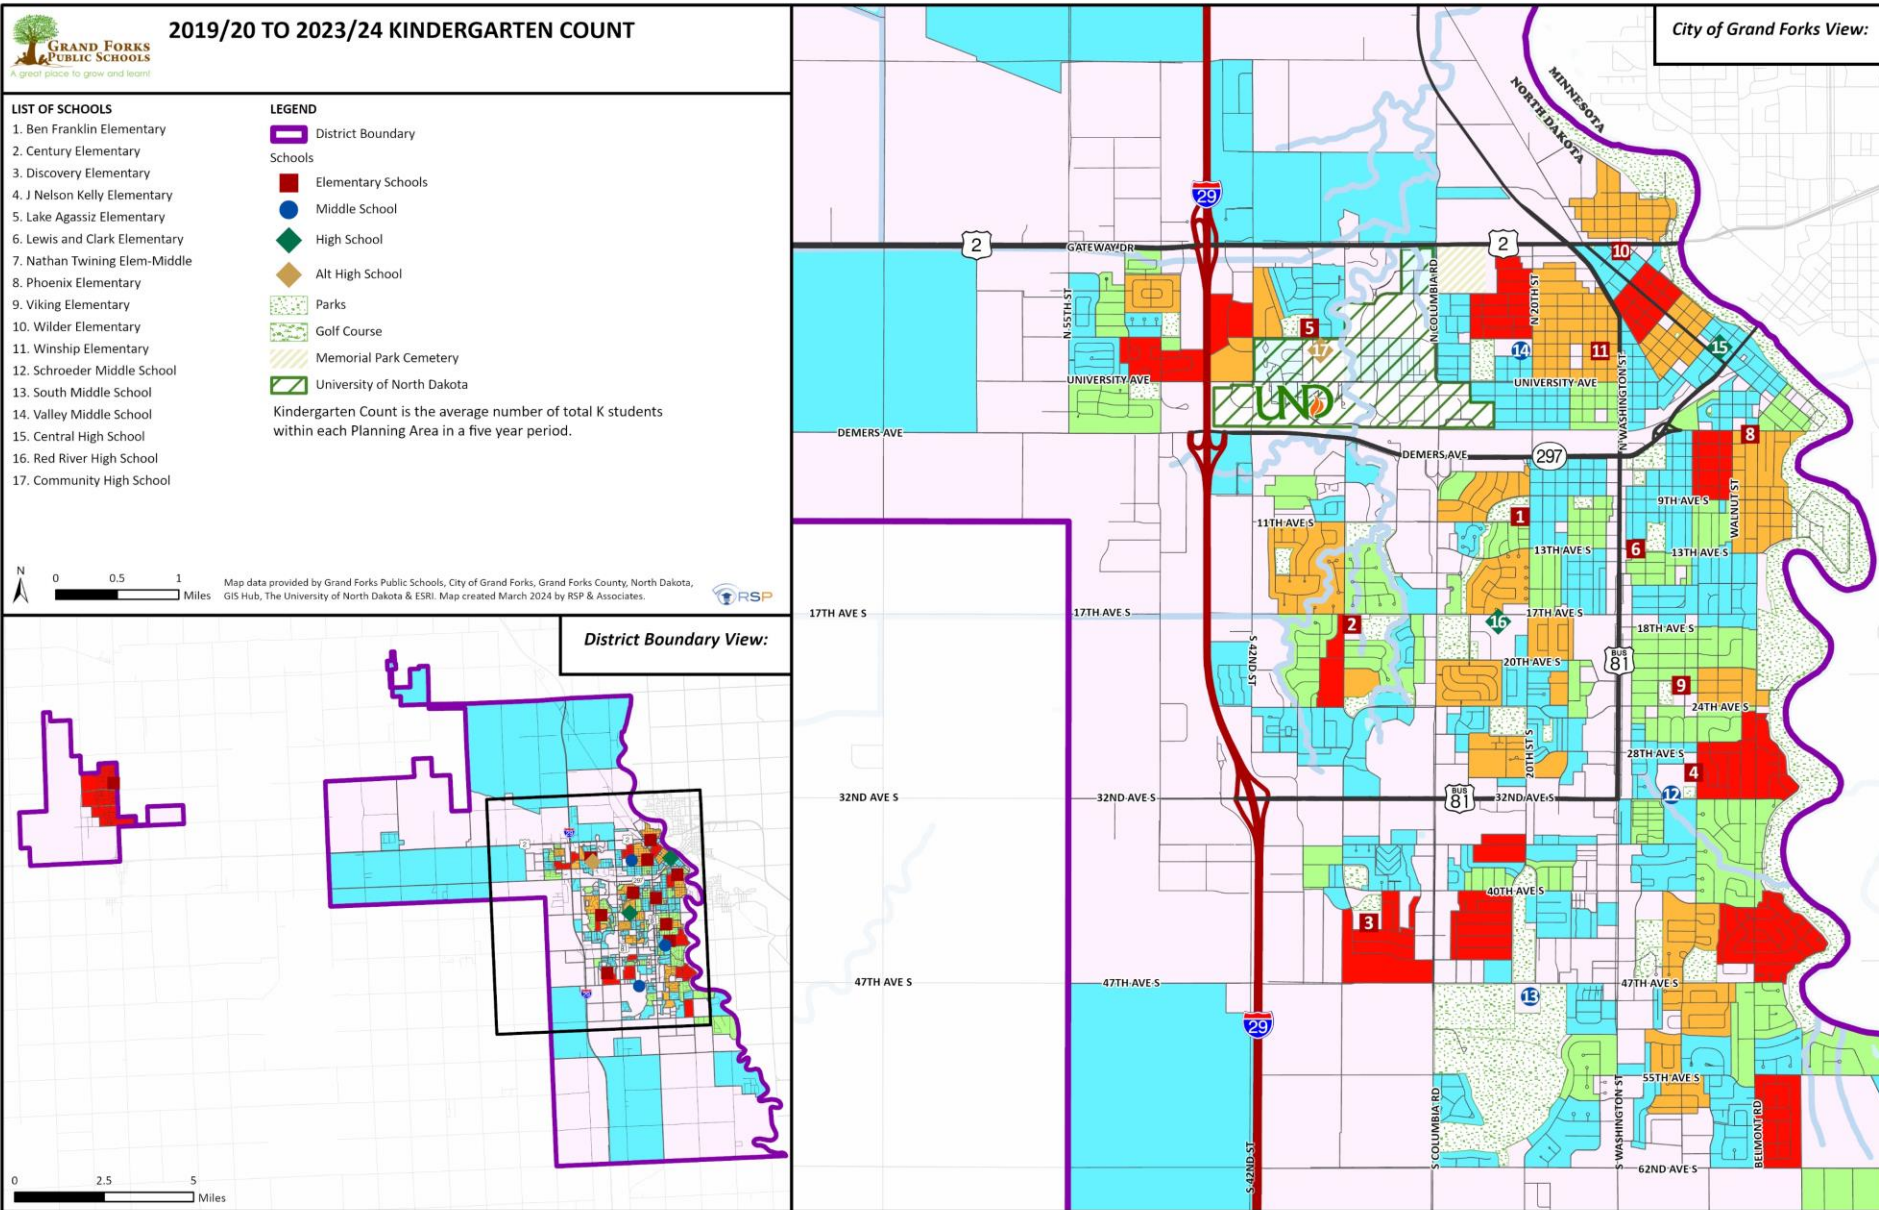 GRAND FORKS
PUBLIC SCHOOLS
A great place to grow and learn!
2019/20 TO 2023/24 KINDERGARTEN COUNT
LIST OF SCHOOLS
1. Ben Franklin Elementary
2. Century Elementary
3. Discovery Elementary
4. J Nelson Kelly Elementary
5. Lake Agassiz Elementary
6. Lewis and Clark Elementary
7. Nathan Twining Elem-Middle
8. Phoenix Elementary
9. Viking Elementary
10. Wilder Elementary
11. Winship Elementary
12. Schroeder Middle School
13. South Middle School
14. Valley Middle School
15. Central High School
16. Red River High School
17. Community High School
LEGEND
District Boundary
Schools
Elementary Schools
Middle School
High School
Alt High School
Parks
Golf Course
Memorial Park Cemetery
University of North Dakota
Kindergarten Count is the average number of total K students
within each Planning Area in a five year period.
N
0 0.5 1
Miles
Map data provided by Grand Forks Public Schools, City of Grand Forks, Grand Forks County, North Dakota,
GIS Hub, The University of North Dakota & ESRI. Map created March 2024 by RSP & Associates.
RSP
District Boundary View:
2
29
2
297
81
29
0 2.5 5
Miles
City of Grand Forks View:
MINNESOTA
NORTH DAKOTA
29
2
GATEWAY DR
2
10
N 55TH ST
N COLUMBIA RD
N 20TH ST
5
17
14
11
15
N WASHINGTON ST
UNIVERSITY AVE
UNIVERSITY AVE
UND
DEMERS AVE
DEMERS AVE
297
8
WALNUT ST
9TH AVE S
11TH AVE S
1
13TH AVE S
6
13TH AVE S
17TH AVE S
17TH AVE S
2
16
17TH AVE S
18TH AVE S
S 42ND ST
20TH AVE S
BUS
81
9
24TH AVE S
20TH ST S
28TH AVE S
4
12
32ND AVE S
32ND AVE S
BUS
81
32ND AVE S
40TH AVE S
3
47TH AVE S
47TH AVE S
47TH AVE S
13
29
55TH AVE S
S 42ND ST
S COLUMBIA RD
S WASHINGTON ST
BELMONT RD
62ND AVE S